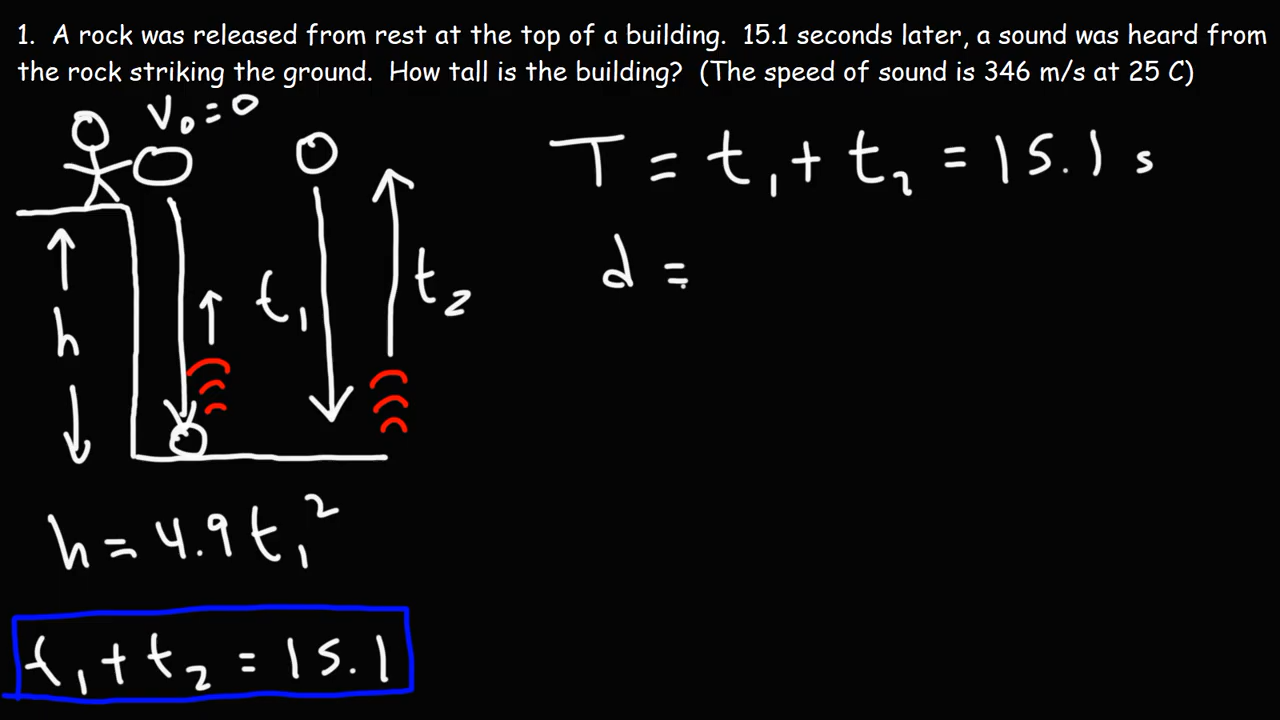 1. A rock was released from rest at the top of a building. 15.1 seconds later, a sound was heard from
the rock striking the ground. How tall is the building? (The speed of sound is 346 m/s at 25 C)
V₀ = 0
T = t₁ + t₂ = 15.1 s
d =
h
t₁
t₂
h = 4.9 t₁²
t₁ + t₂ = 15.1